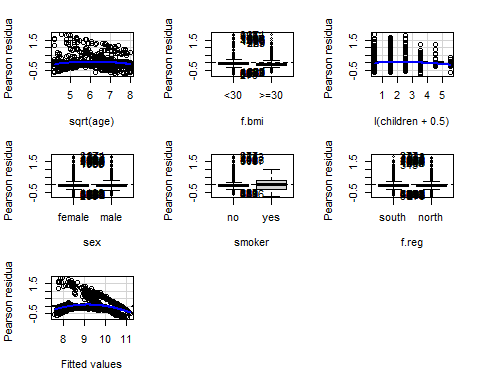 Pearson residua
-0.5 1.5
5 6 7 8
sqrt(age)
Pearson residua
-0.5 1.5
<30 >=30
f.bmi
Pearson residua
-0.5 1.5
1 2 3 4 5
I(children + 0.5)
Pearson residua
-0.5 1.5
female male
sex
Pearson residua
-0.5 1.5
no yes
smoker
Pearson residua
-0.5 1.5
south north
f.reg
Pearson residua
-0.5 1.5
8 9 10 11
Fitted values